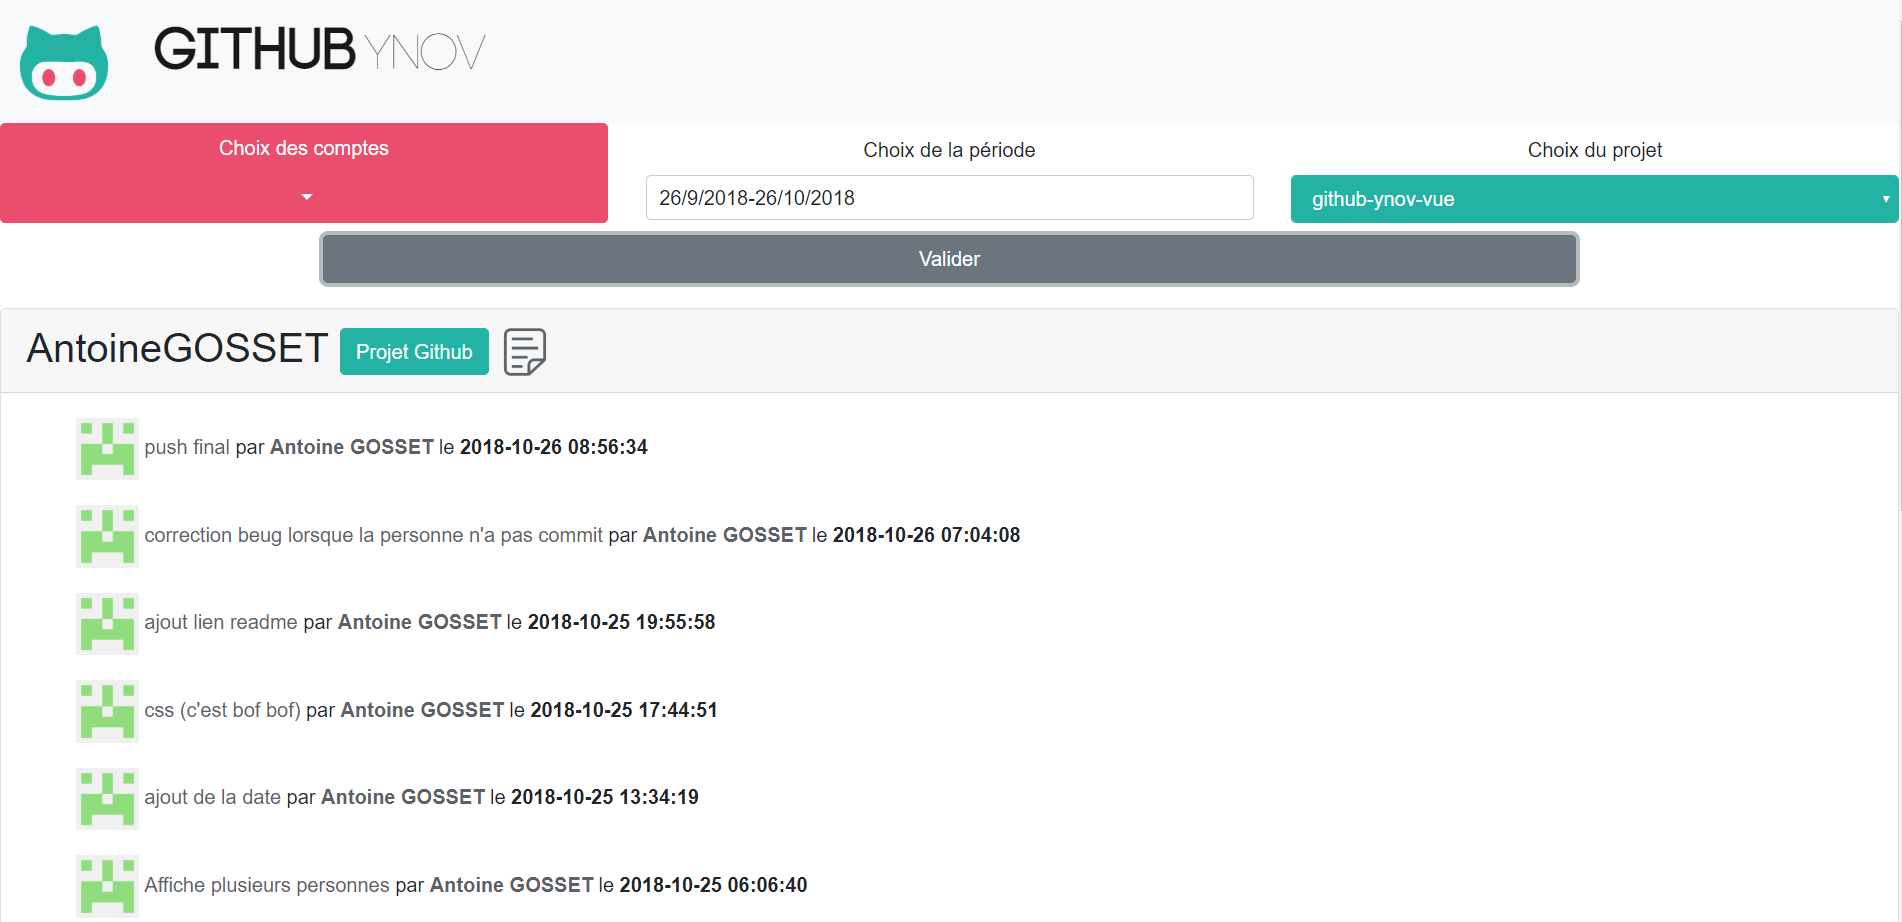 GITHUB YNOV
Choix des comptes
Choix de la période
Choix du projet
26/9/2018-26/10/2018
github-ynov-vue
Valider
AntoineGOSSET Projet Github
push final par Antoine GOSSET le 2018-10-26 08:56:34
correction beug lorsque la personne n'a pas commit par Antoine GOSSET le 2018-10-26 07:04:08
ajout lien readme par Antoine GOSSET le 2018-10-25 19:55:58
css (c'est bof bof) par Antoine GOSSET le 2018-10-25 17:44:51
ajout de la date par Antoine GOSSET le 2018-10-25 13:34:19
Affiche plusieurs personnes par Antoine GOSSET le 2018-10-25 06:06:40